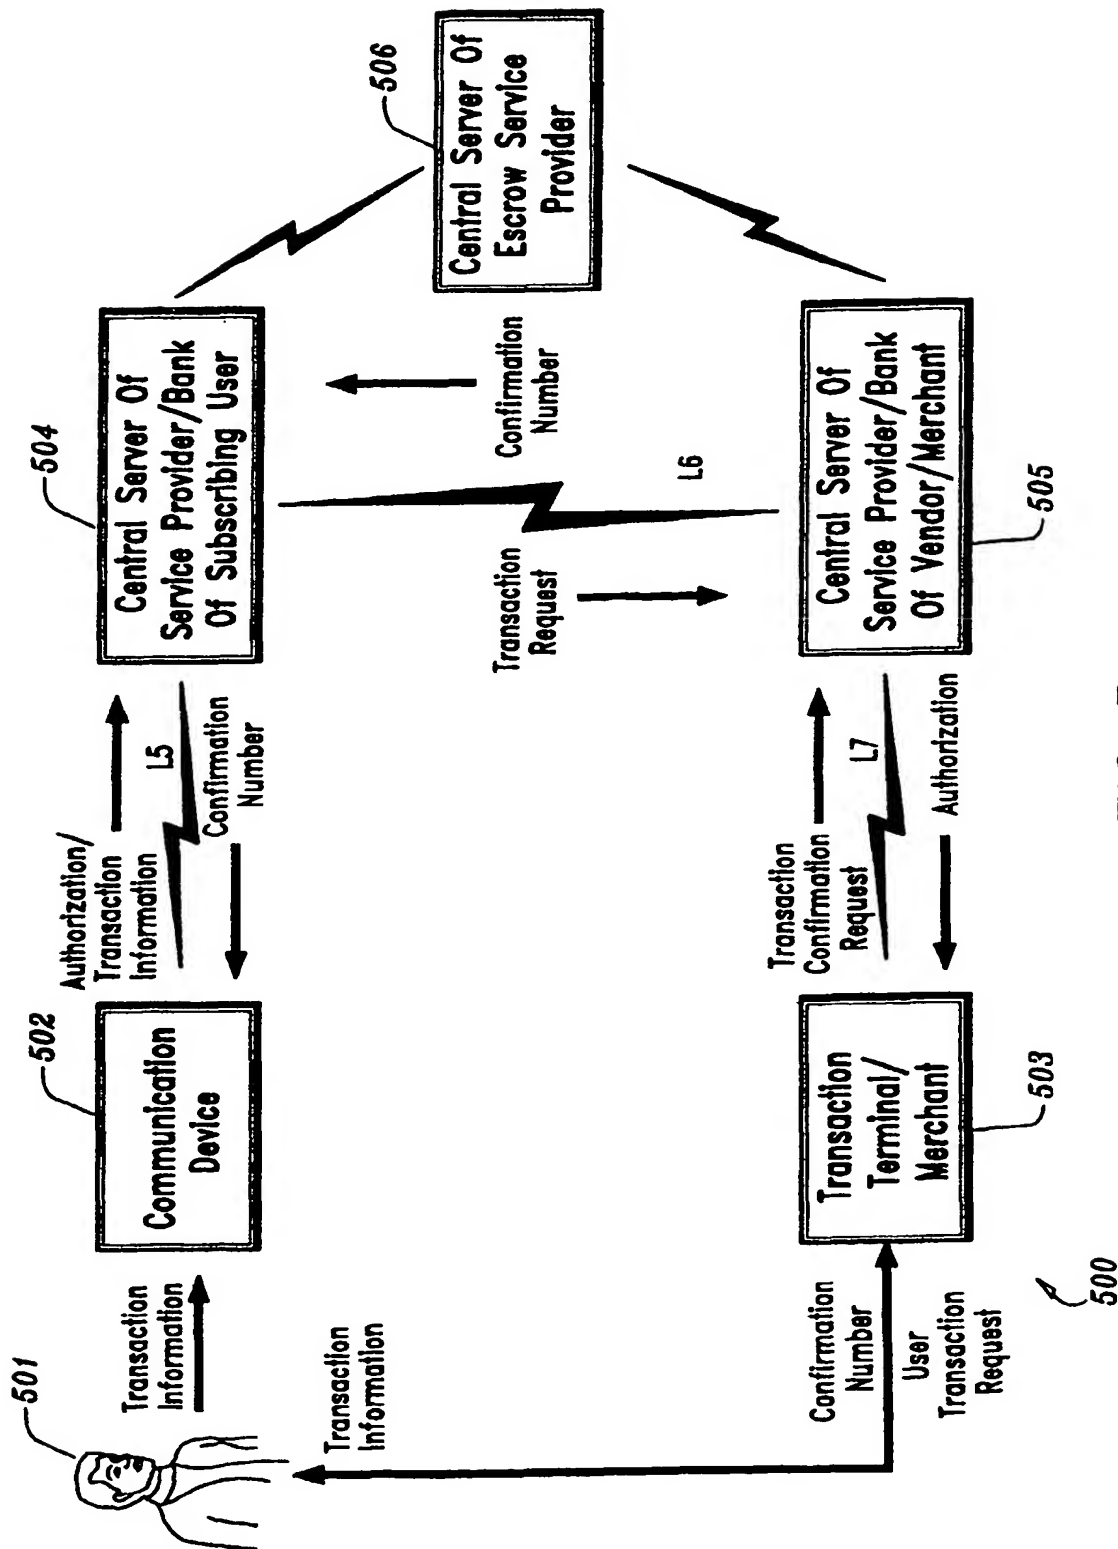 501
Transaction
Information
502
Communication
Device
Authorization/
Transaction
Information
L5
Confirmation
Number
504
Central Server Of
Service Provider/Bank
Of Subscribing User
506
Central Server Of
Escrow Service
Provider
Transaction
Information
Confirmation
Number
Transaction
Request
L6
Confirmation
Number
User
Transaction
Request
Transaction
Terminal/
Merchant
503
Transaction
Confirmation
Request
L7
Authorization
Central Server Of
Service Provider/Bank
Of Vendor/Merchant
505
500